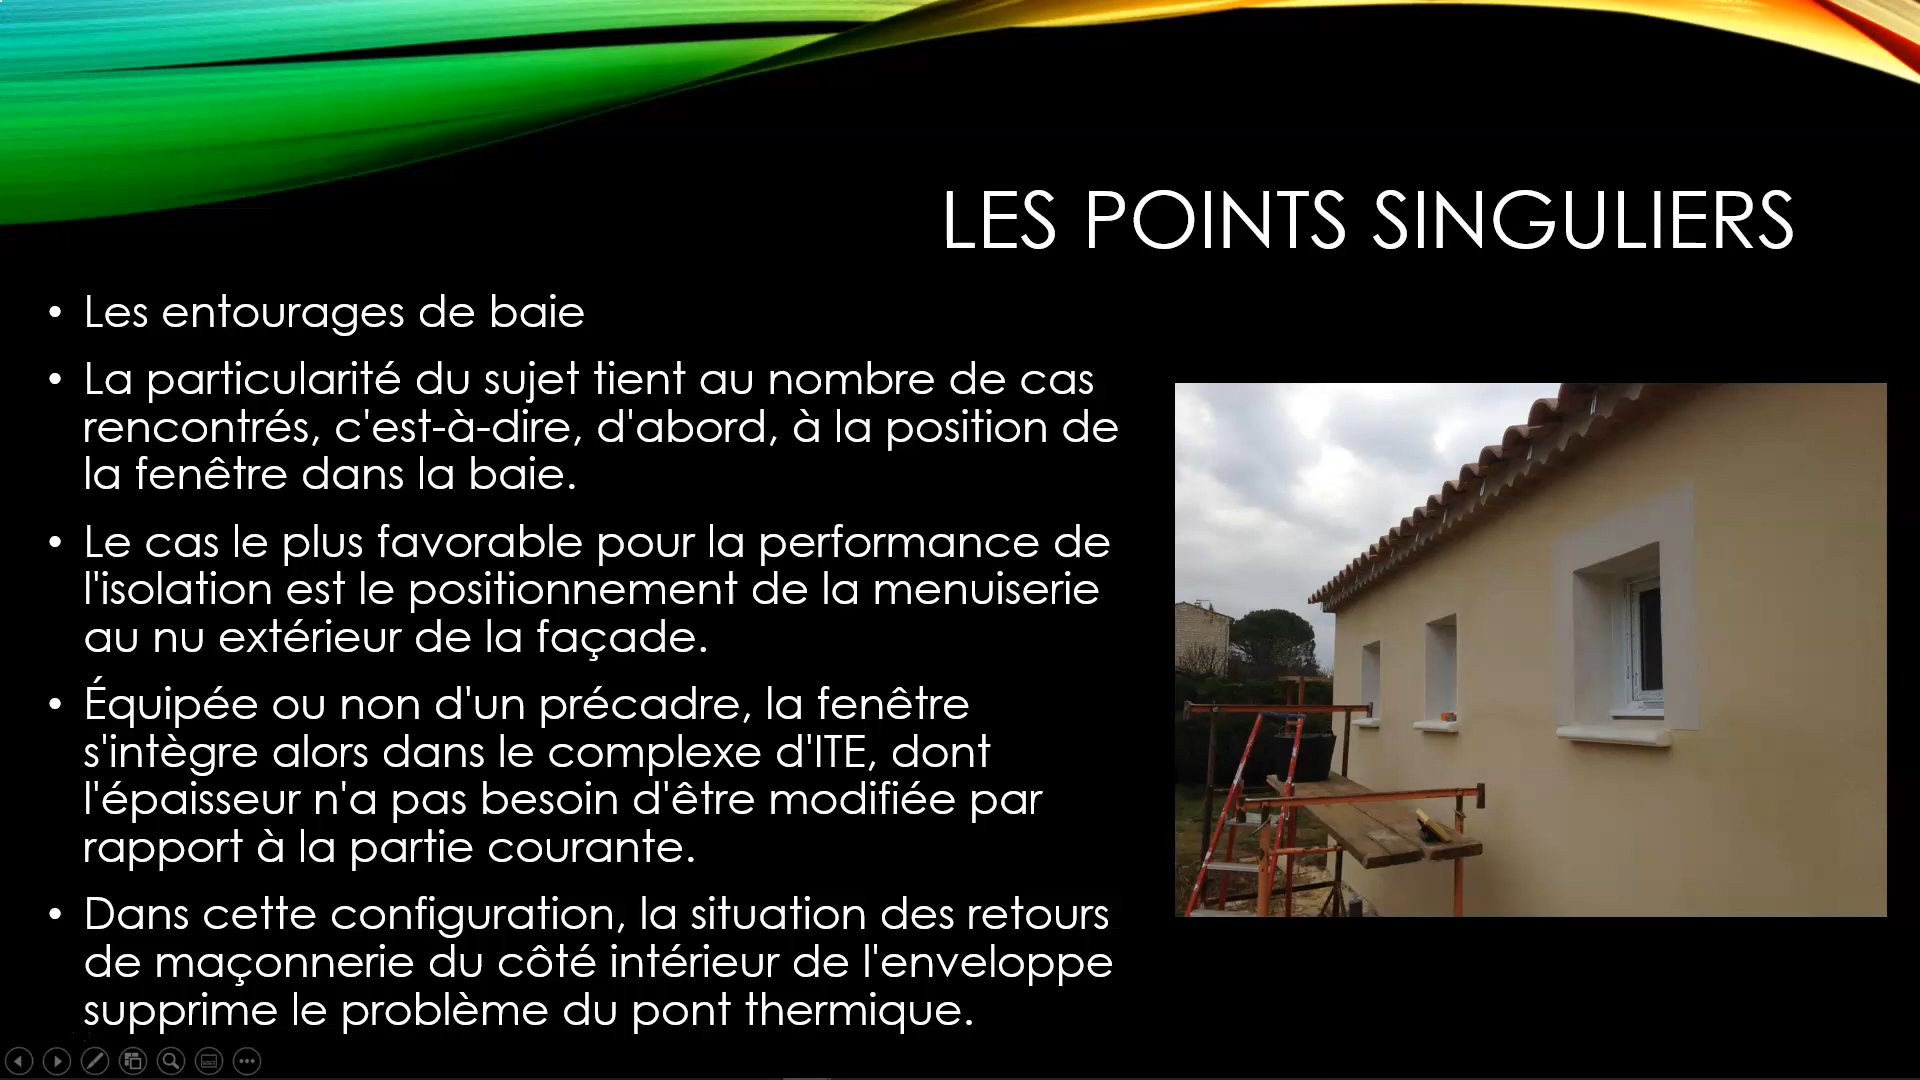 LES POINTS SINGULIERS
• Les entourages de baie
• La particularité du sujet tient au nombre de cas
rencontrés, c'est-à-dire, d'abord, à la position de
la fenêtre dans la baie.
• Le cas le plus favorable pour la performance de
l'isolation est le positionnement de la menuiserie
au nu extérieur de la façade.
• Équipée ou non d'un précadre, la fenêtre
s'intègre alors dans le complexe d'ITE, dont
l'épaisseur n'a pas besoin d'être modifiée par
rapport à la partie courante.
• Dans cette configuration, la situation des retours
de maçonnerie du côté intérieur de l'enveloppe
supprime le problème du pont thermique.